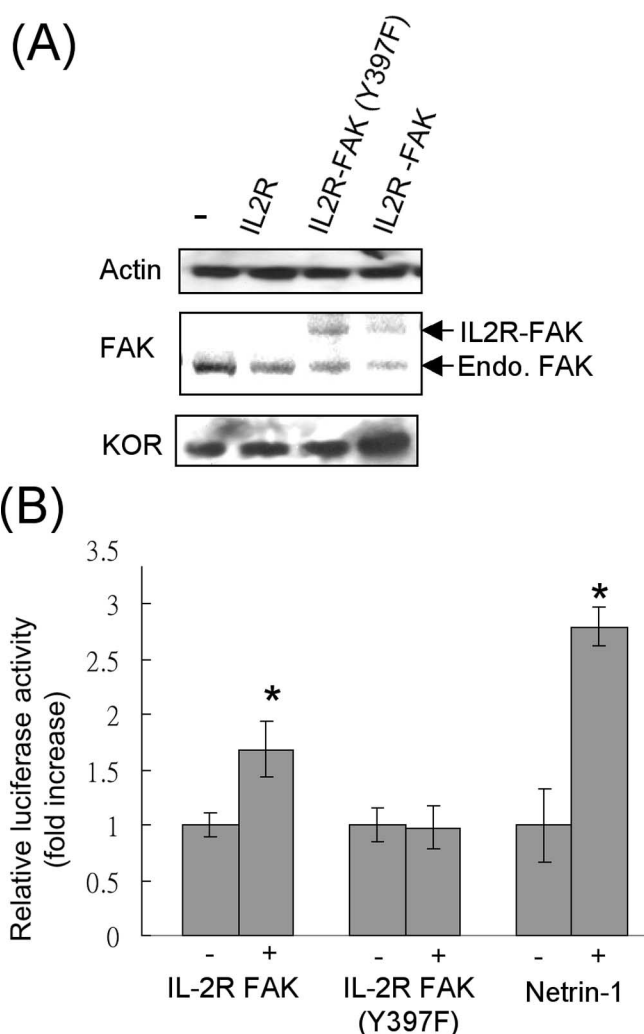 (A)
-
IL2R
IL2R-FAK (Y397F)
IL2R -FAK
Actin
FAK
IL2R-FAK
Endo. FAK
KOR
(B)
Relative luciferase activity
(fold increase)
3.5
3
2.5
2
1.5
1
0.5
0
*
*
- +
- +
- +
IL-2R FAK
IL-2R FAK
(Y397F)
Netrin-1